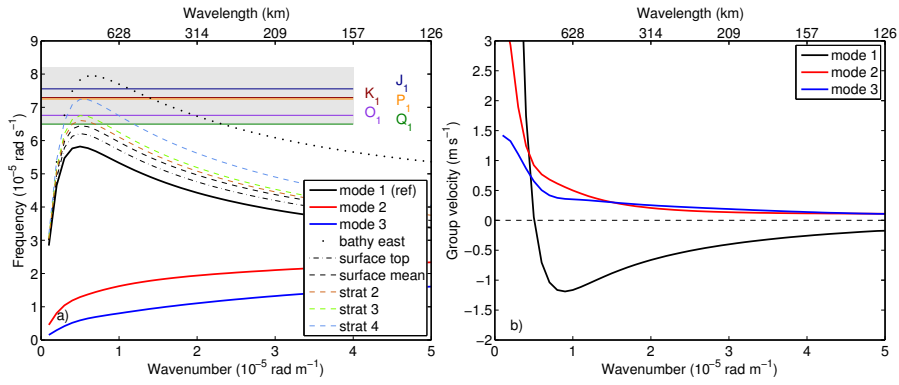 Wavelength (km)
628 314 209 157 126
9
8
7
6
5
4
3
2
1
0
Frequency (10⁻⁵ rad s⁻¹)
K₁ J₁
P₁
O₁ Q₁
mode 1 (ref)
mode 2
mode 3
bathy east
surface top
surface mean
strat 2
strat 3
strat 4
a)
0 1 2 3 4 5
Wavenumber (10⁻⁵ rad m⁻¹)
Wavelength (km)
628 314 209 157 126
3
2.5
2
1.5
1
0.5
0
−0.5
−1
−1.5
−2
Group velocity (m s⁻¹)
mode 1
mode 2
mode 3
b)
0 1 2 3 4 5
Wavenumber (10⁻⁵ rad m⁻¹)